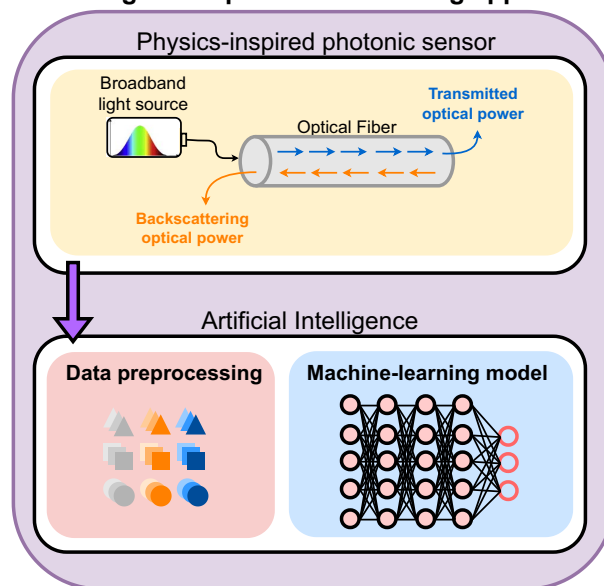 Physics-inspired photonic sensor
Broadband
light source
Optical Fiber
Transmitted
optical power
Backscattering
optical power
Artificial Intelligence
Data preprocessing
Machine-learning model